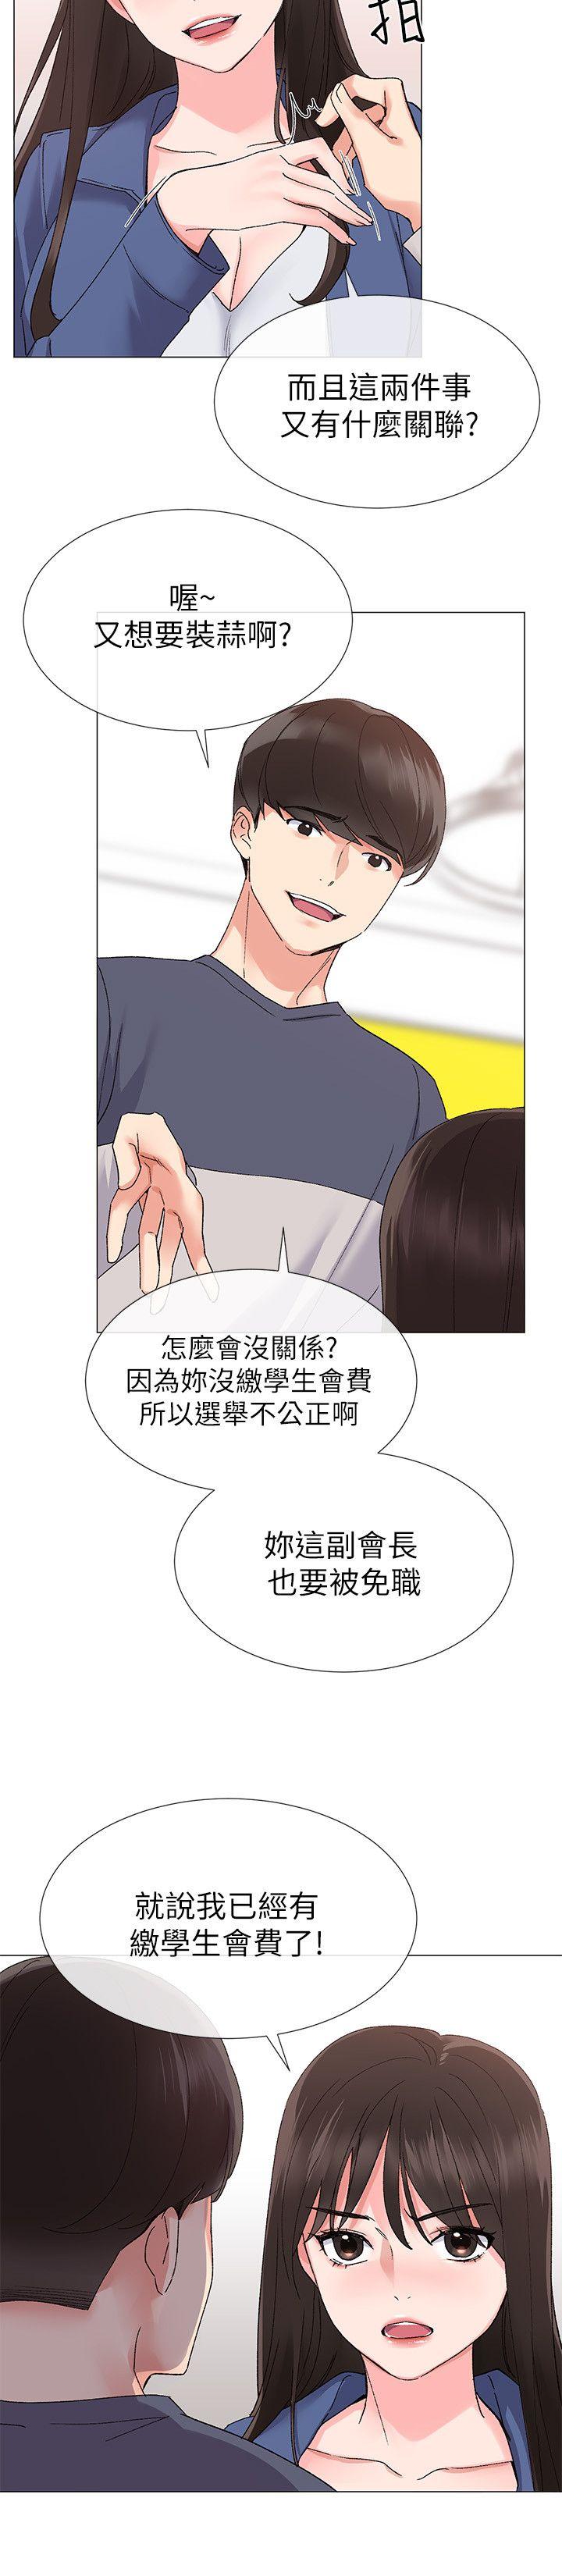 拍
而且這兩件事
又有什麼關聯?
喔~
又想要裝蒜啊?
怎麼會沒關係?
因為妳沒繳學生會費
所以選舉不公正啊
妳這副會長
也要被免職
就說我已經有
繳學生會費了!